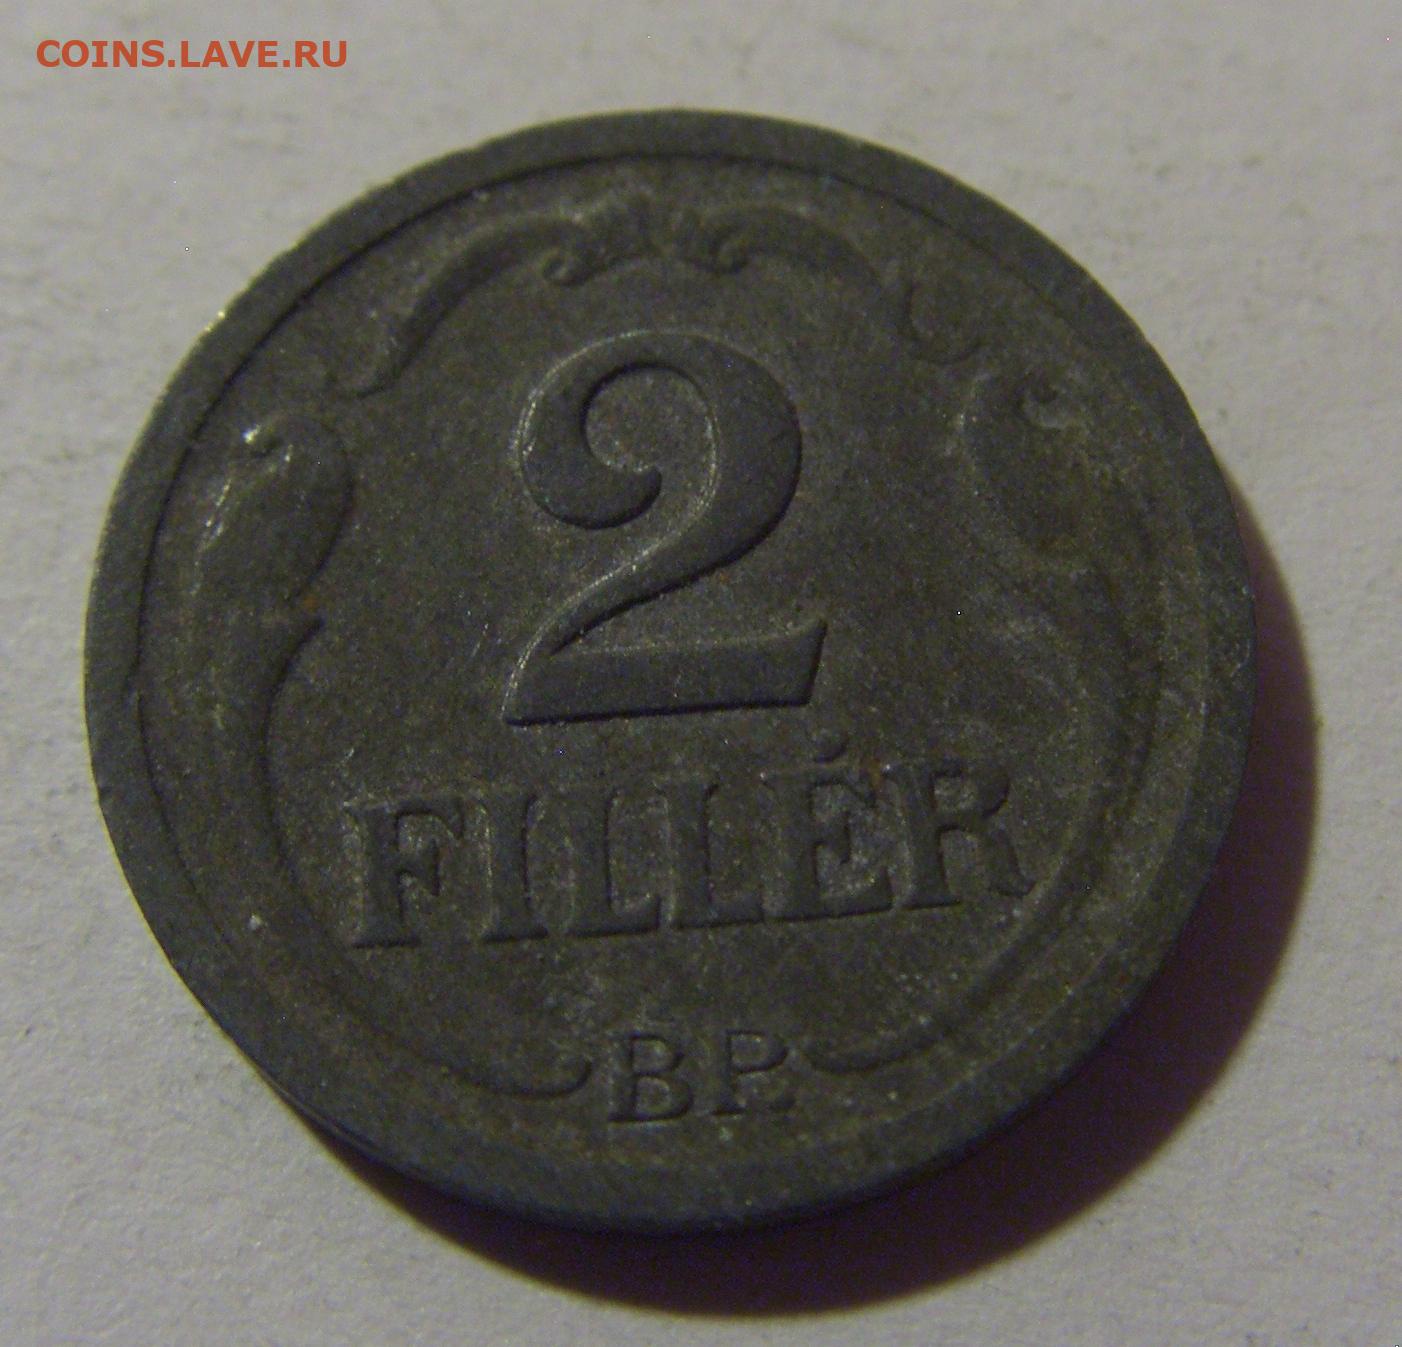 COINS.LAVE.RU
2
FILLÉR
BP.